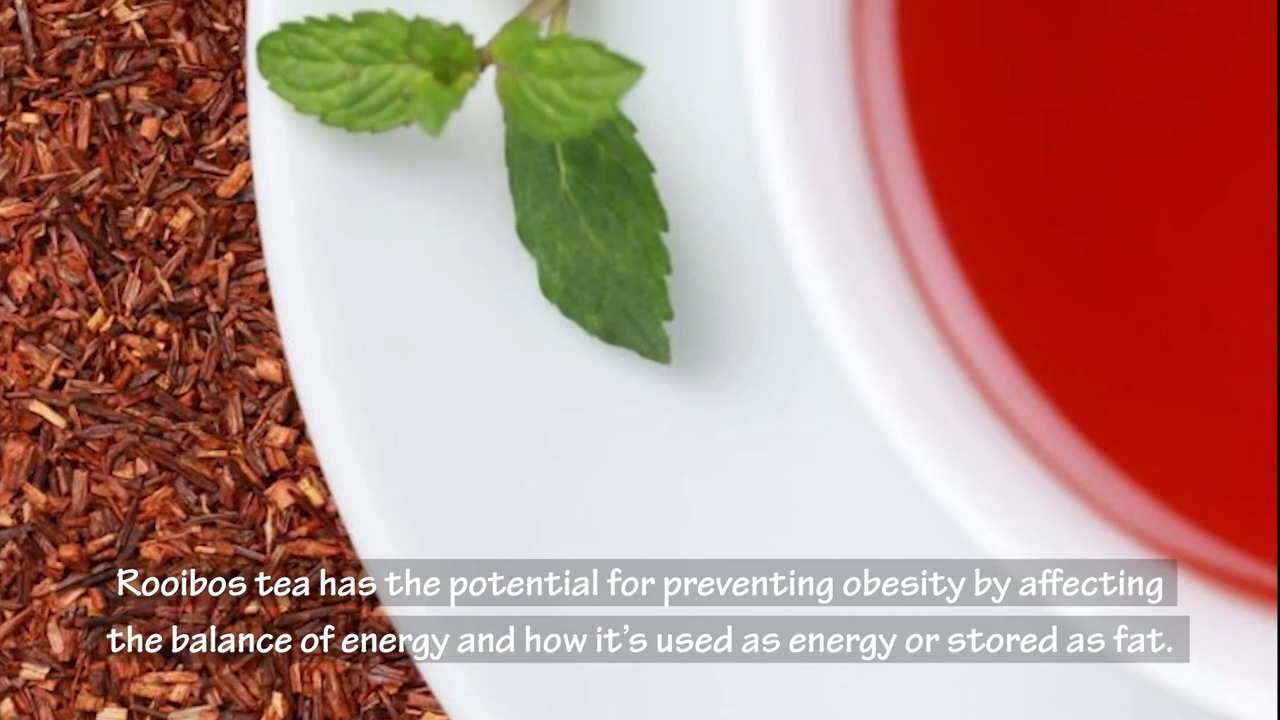 Rooibos tea has the potential for preventing obesity by affecting
the balance of energy and how it's used as energy or stored as fat.